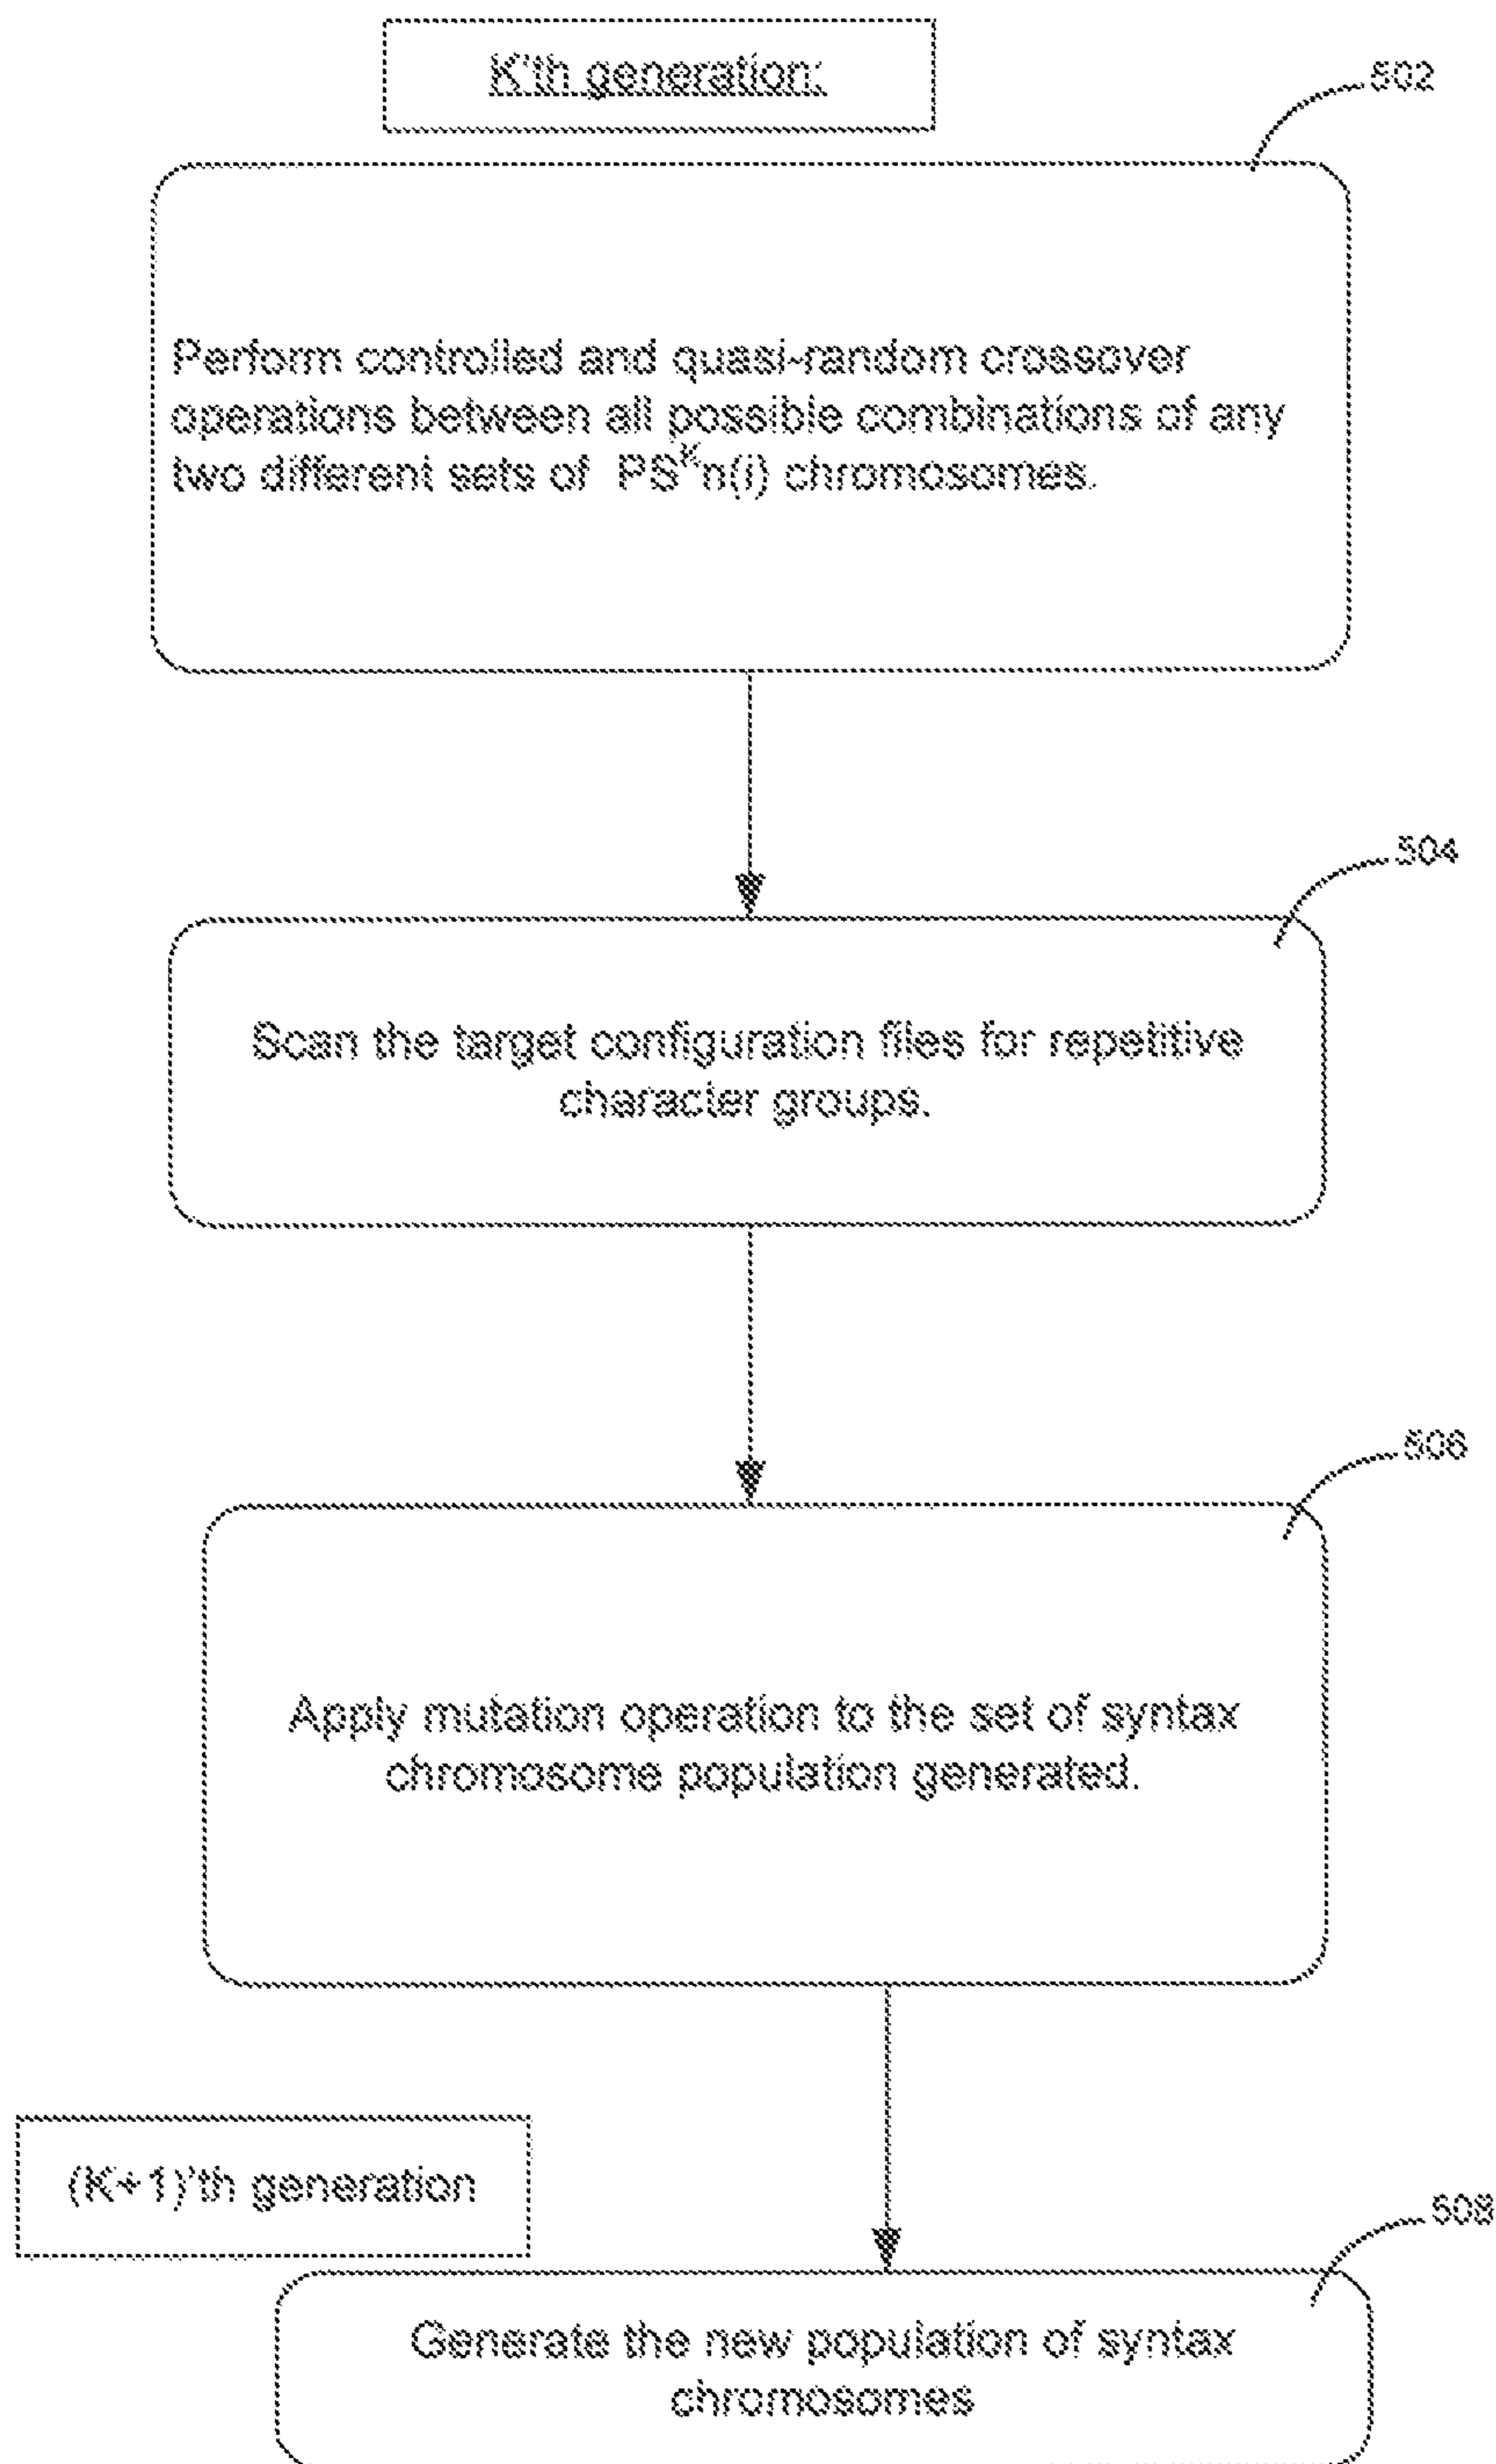 K'th generation:
502
Perform controlled and quasi-random crossover
operations between all possible combinations of any
two different sets of PS^K n(i) chromosomes.
504
Scan the target configuration files for repetitive
character groups.
506
Apply mutation operation to the set of syntax
chromosome population generated.
(K+1)'th generation
508
Generate the new population of syntax
chromosomes